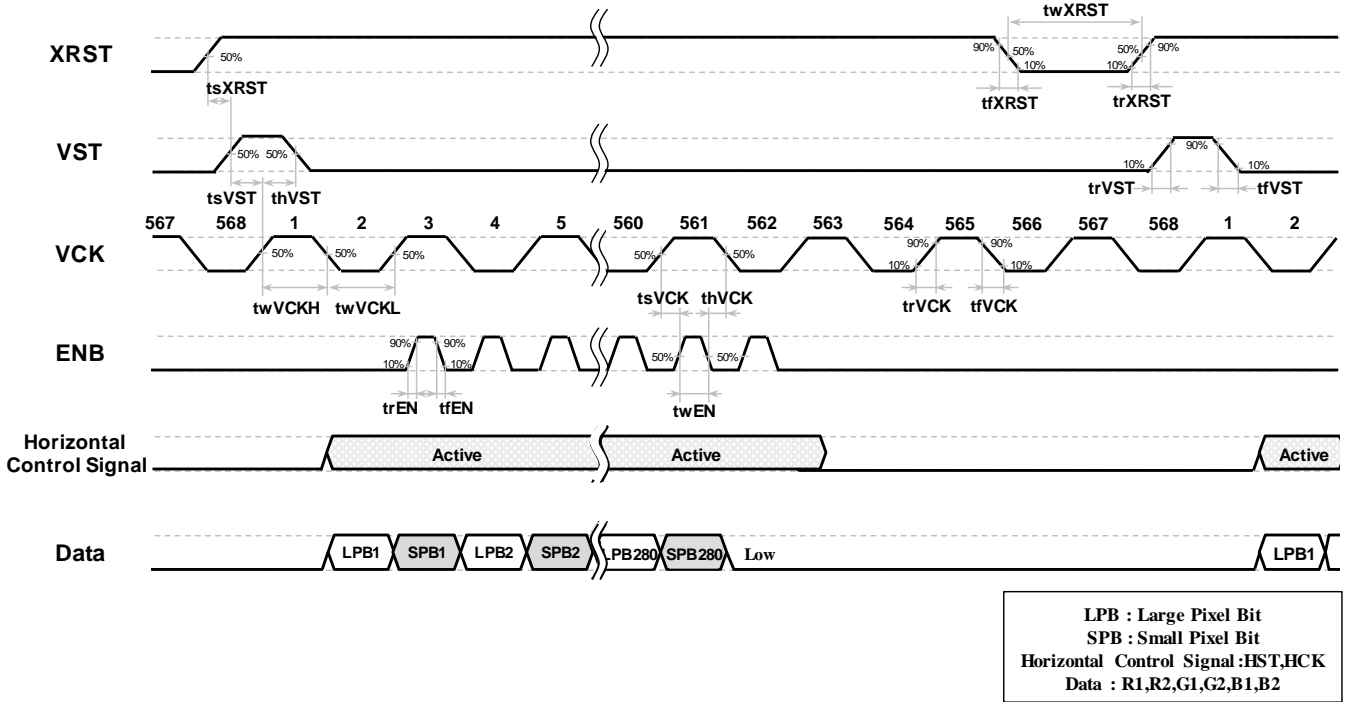 twXRST
XRST 50% 90% 50% 10% 50% 10% 90%
tsXRST tfXRST trXRST
VST 50% 50% 10% 90% 10%
tsVST thVST trVST tfVST
567 568 1 2 3 4 5 560 561 562 563 564 565 566 567 568 1 2
VCK 50% 50% 50% 50% 50% 90% 10% 90% 10%
twVCKH twVCKL tsVCK thVCK trVCK tfVCK
ENB 90% 10% 90% 10% 50% 50%
trEN tfEN twEN
Horizontal
Control Signal Active Active Active
Data LPB1 SPB1 LPB2 SPB2 LPB280 SPB280 Low LPB1
LPB : Large Pixel Bit
SPB : Small Pixel Bit
Horizontal Control Signal :HST,HCK
Data : R1,R2,G1,G2,B1,B2